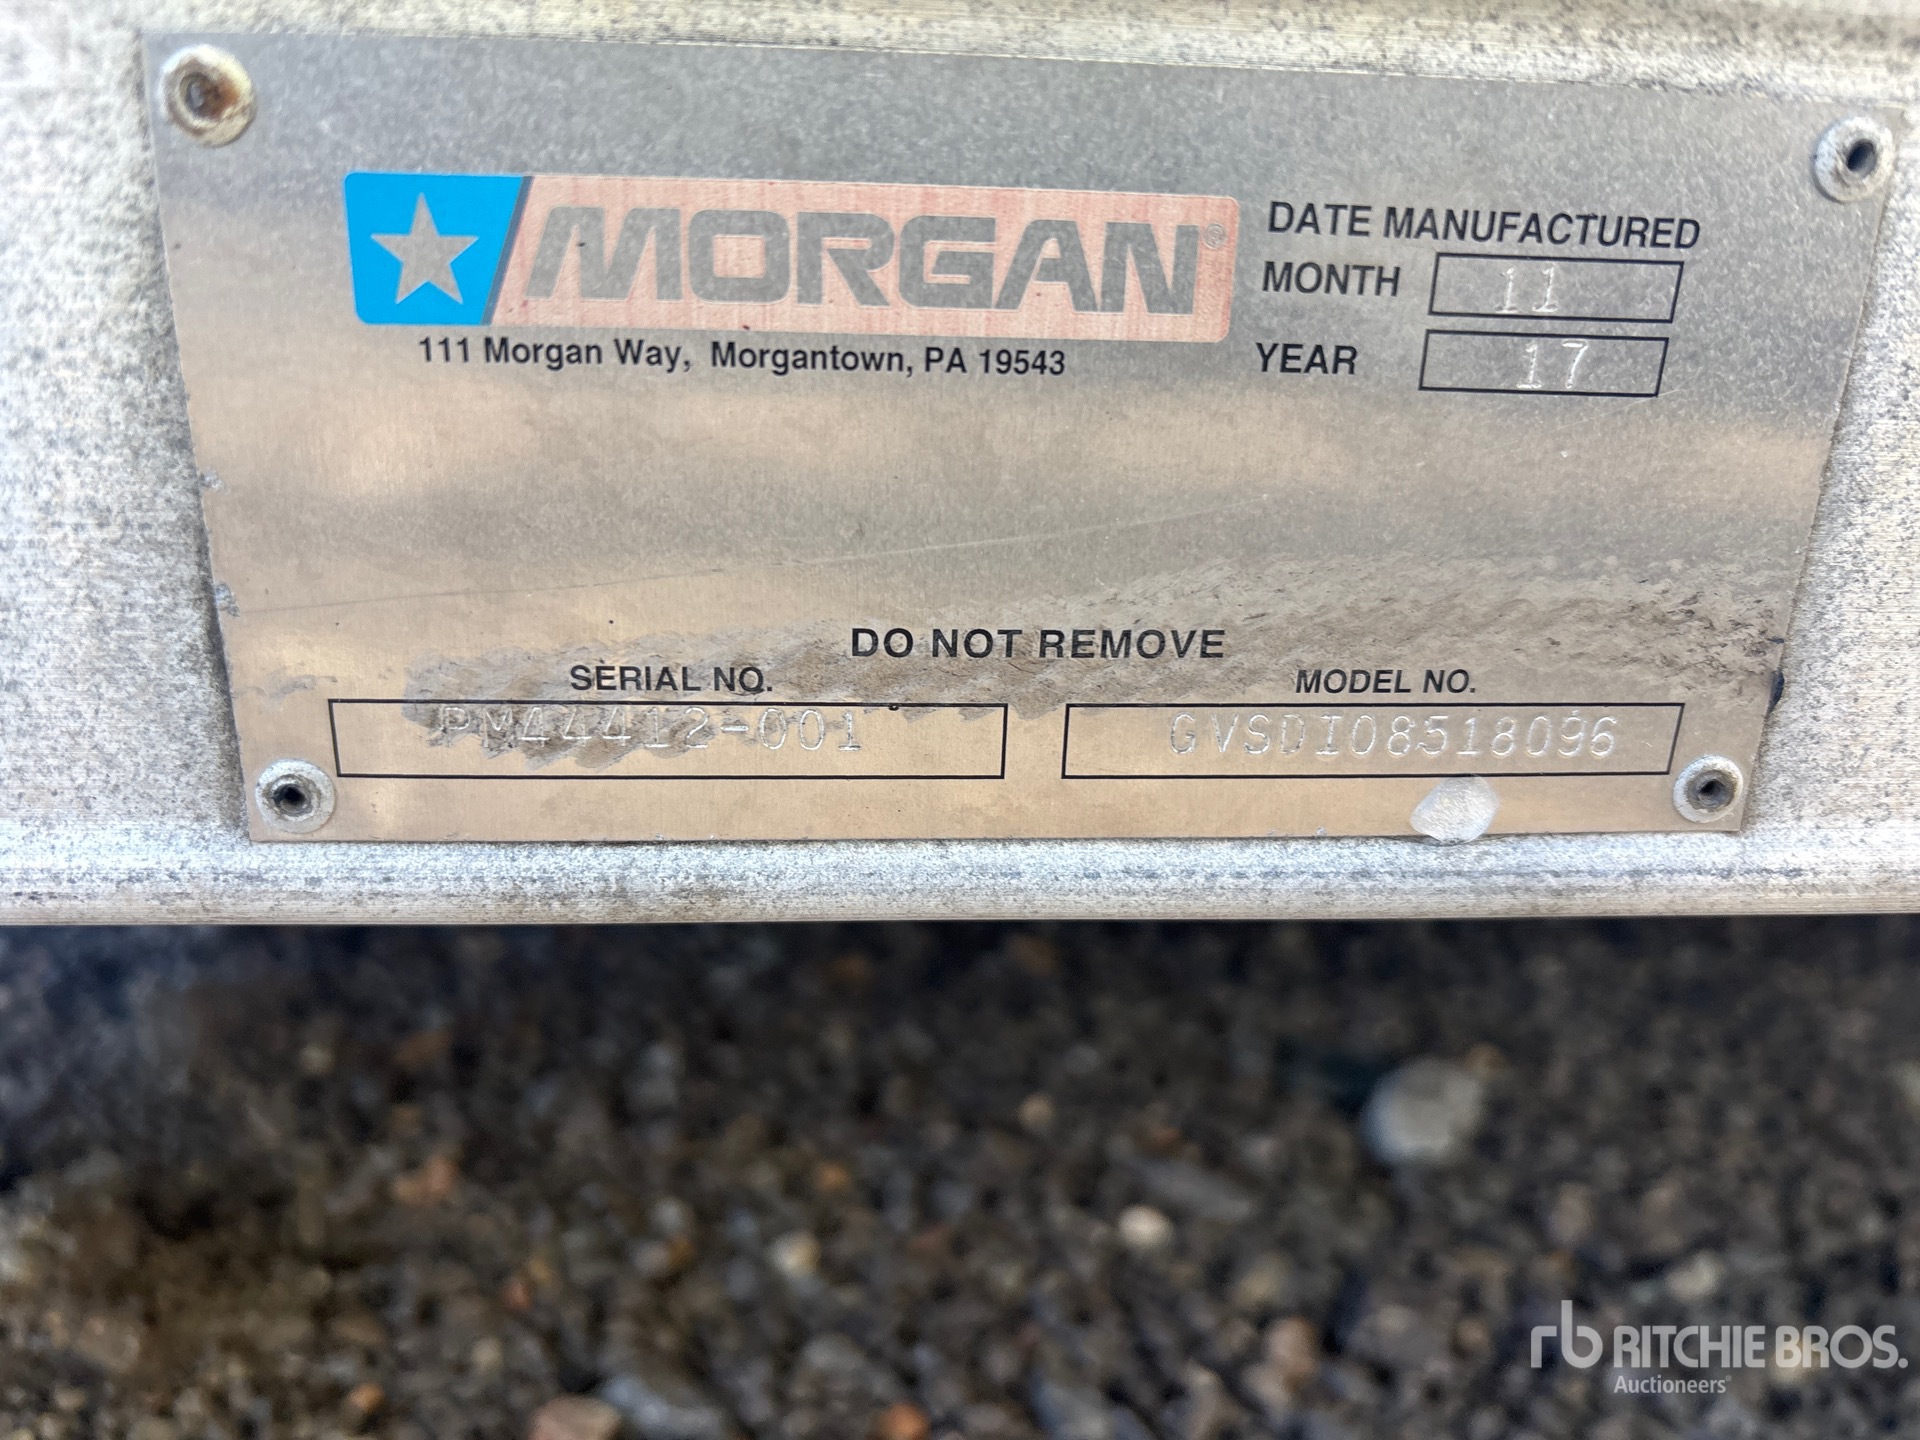 MORGAN®
111 Morgan Way, Morgantown, PA 19543
DATE MANUFACTURED
MONTH 11
YEAR 17
DO NOT REMOVE
SERIAL NO.
PM44412-001
MODEL NO.
GVSDI08518096
rb RITCHIE BROS.
Auctioneers